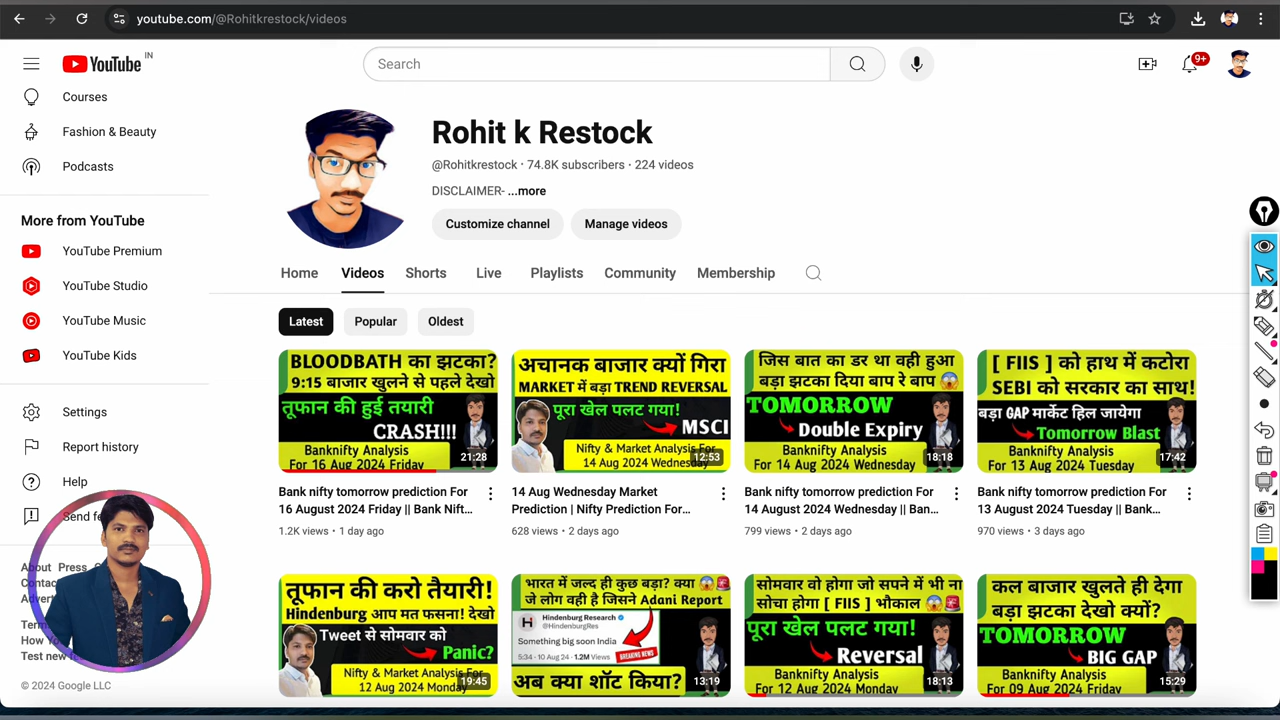 youtube.com/@Rohitkrestock/videos
YouTube IN
Search
9+
Courses
Fashion & Beauty
Podcasts
More from YouTube
YouTube Premium
YouTube Studio
YouTube Music
YouTube Kids
Settings
Report history
Help
Send fe
About Press
Contac
Advert
Term
How Yo
Test new
© 2024 Google LLC
Rohit k Restock
@Rohitkrestock · 74.8K subscribers · 224 videos
DISCLAIMER- ...more
Customize channel
Manage videos
Home
Videos
Shorts
Live
Playlists
Community
Membership
Latest
Popular
Oldest
BLOODBATH का झटका?
9:15 बाजार खुलने से पहले देखो
तूफान की हुई तयारी
CRASH!!!
Banknifty Analysis
For 16 Aug 2024 Friday
21:28
Bank nifty tomorrow prediction For
16 August 2024 Friday || Bank Nift...
1.2K views • 1 day ago
अचानक बाजार क्यों गिरा
MARKET में बड़ा TREND REVERSAL
पूरा खेल पलट गया!
MSCI
Nifty & Market Analysis For
14 Aug 2024 Wednesday
12:53
14 Aug Wednesday Market
Prediction | Nifty Prediction For...
628 views • 2 days ago
जिस बात का डर था वही हुआ
बड़ा झटका दिया बाप रे बाप
TOMORROW
Double Expiry
Banknifty Analysis
For 14 Aug 2024 Wednesday
18:18
Bank nifty tomorrow prediction For
14 August 2024 Wednesday || Ban...
799 views • 2 days ago
[ FIIS ] को हाथ में कटोरा
SEBI को सरकार का साथ!
बड़ा GAP मार्केट हिल जायेगा
Tomorrow Blast
Banknifty Analysis
For 13 Aug 2024 Tuesday
17:42
Bank nifty tomorrow prediction For
13 August 2024 Tuesday || Bank...
970 views • 3 days ago
तूफान की करो तैयारी!
Hindenburg आप मत फसना! देखो
Tweet से सोमवार को
Panic?
Nifty & Market Analysis For
12 Aug 2024 Monday
19:45
भारत में जल्द ही कुछ बड़ा? क्या
जे लोग वही है जिसने Adani Report
Hindenburg Research
@HindenburgRes
Something big soon India
5:34 · 10 Aug 24 · 1.2M Views
BREAKING NEWS
अब क्या शॉट किया?
13:19
सोमवार वो होगा जो सपने में भी ना
सोचा होगा [ FIIS ] भौकाल
पूरा खेल पलट गया!
Reversal
Banknifty Analysis
For 12 Aug 2024 Monday
18:13
कल बाजार खुलते ही देगा
बड़ा झटका देखो क्यों?
TOMORROW
BIG GAP
Banknifty Analysis
For 09 Aug 2024 Friday
15:29